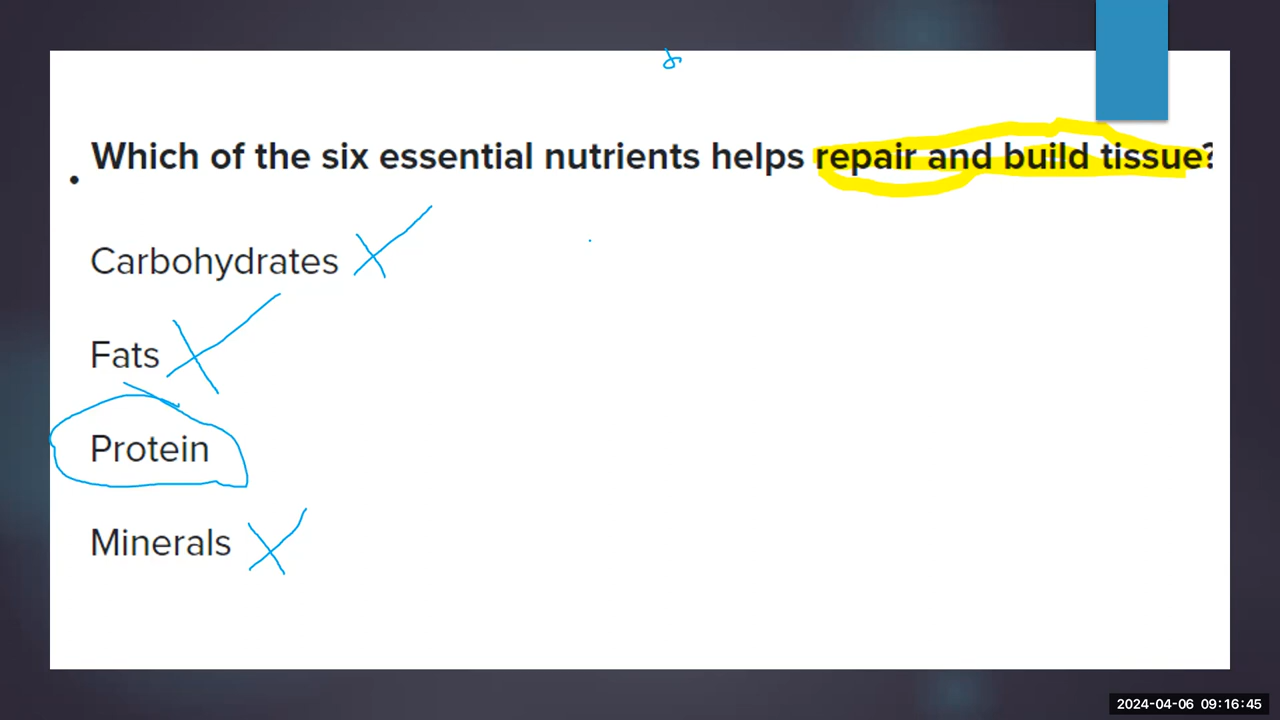 Which of the six essential nutrients helps repair and build tissue?
Carbohydrates
Fats
Protein
Minerals
2024-04-06 09:16:45